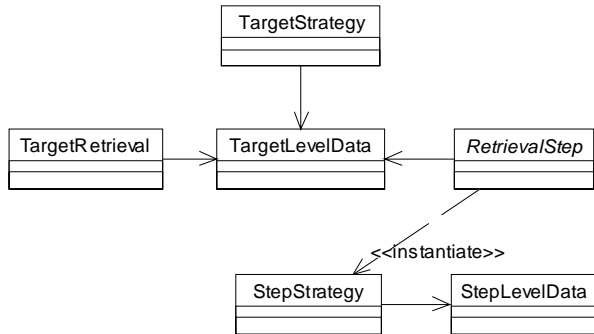 TargetStrategy
TargetRetrieval
TargetLevelData
RetrievalStep
<<instantiate>>
StepStrategy
StepLevelData